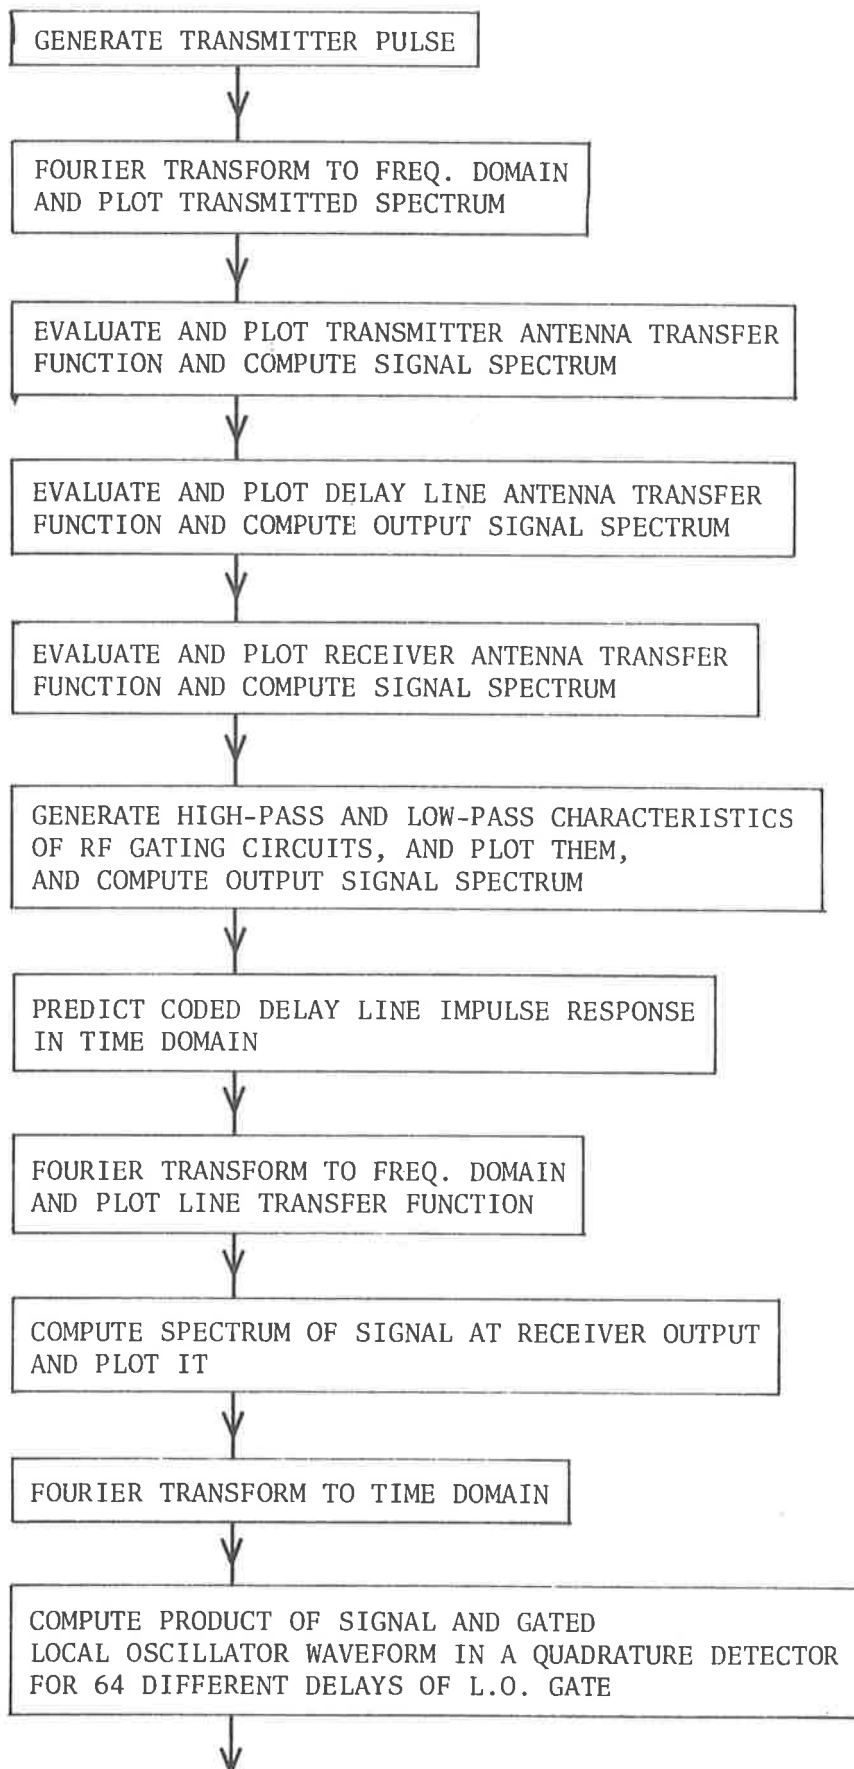 GENERATE TRANSMITTER PULSE
FOURIER TRANSFORM TO FREQ. DOMAIN
AND PLOT TRANSMITTED SPECTRUM
EVALUATE AND PLOT TRANSMITTER ANTENNA TRANSFER
FUNCTION AND COMPUTE SIGNAL SPECTRUM
EVALUATE AND PLOT DELAY LINE ANTENNA TRANSFER
FUNCTION AND COMPUTE OUTPUT SIGNAL SPECTRUM
EVALUATE AND PLOT RECEIVER ANTENNA TRANSFER
FUNCTION AND COMPUTE SIGNAL SPECTRUM
GENERATE HIGH-PASS AND LOW-PASS CHARACTERISTICS
OF RF GATING CIRCUITS, AND PLOT THEM,
AND COMPUTE OUTPUT SIGNAL SPECTRUM
PREDICT CODED DELAY LINE IMPULSE RESPONSE
IN TIME DOMAIN
FOURIER TRANSFORM TO FREQ. DOMAIN
AND PLOT LINE TRANSFER FUNCTION
COMPUTE SPECTRUM OF SIGNAL AT RECEIVER OUTPUT
AND PLOT IT
FOURIER TRANSFORM TO TIME DOMAIN
COMPUTE PRODUCT OF SIGNAL AND GATED
LOCAL OSCILLATOR WAVEFORM IN A QUADRATURE DETECTOR
FOR 64 DIFFERENT DELAYS OF L.O. GATE